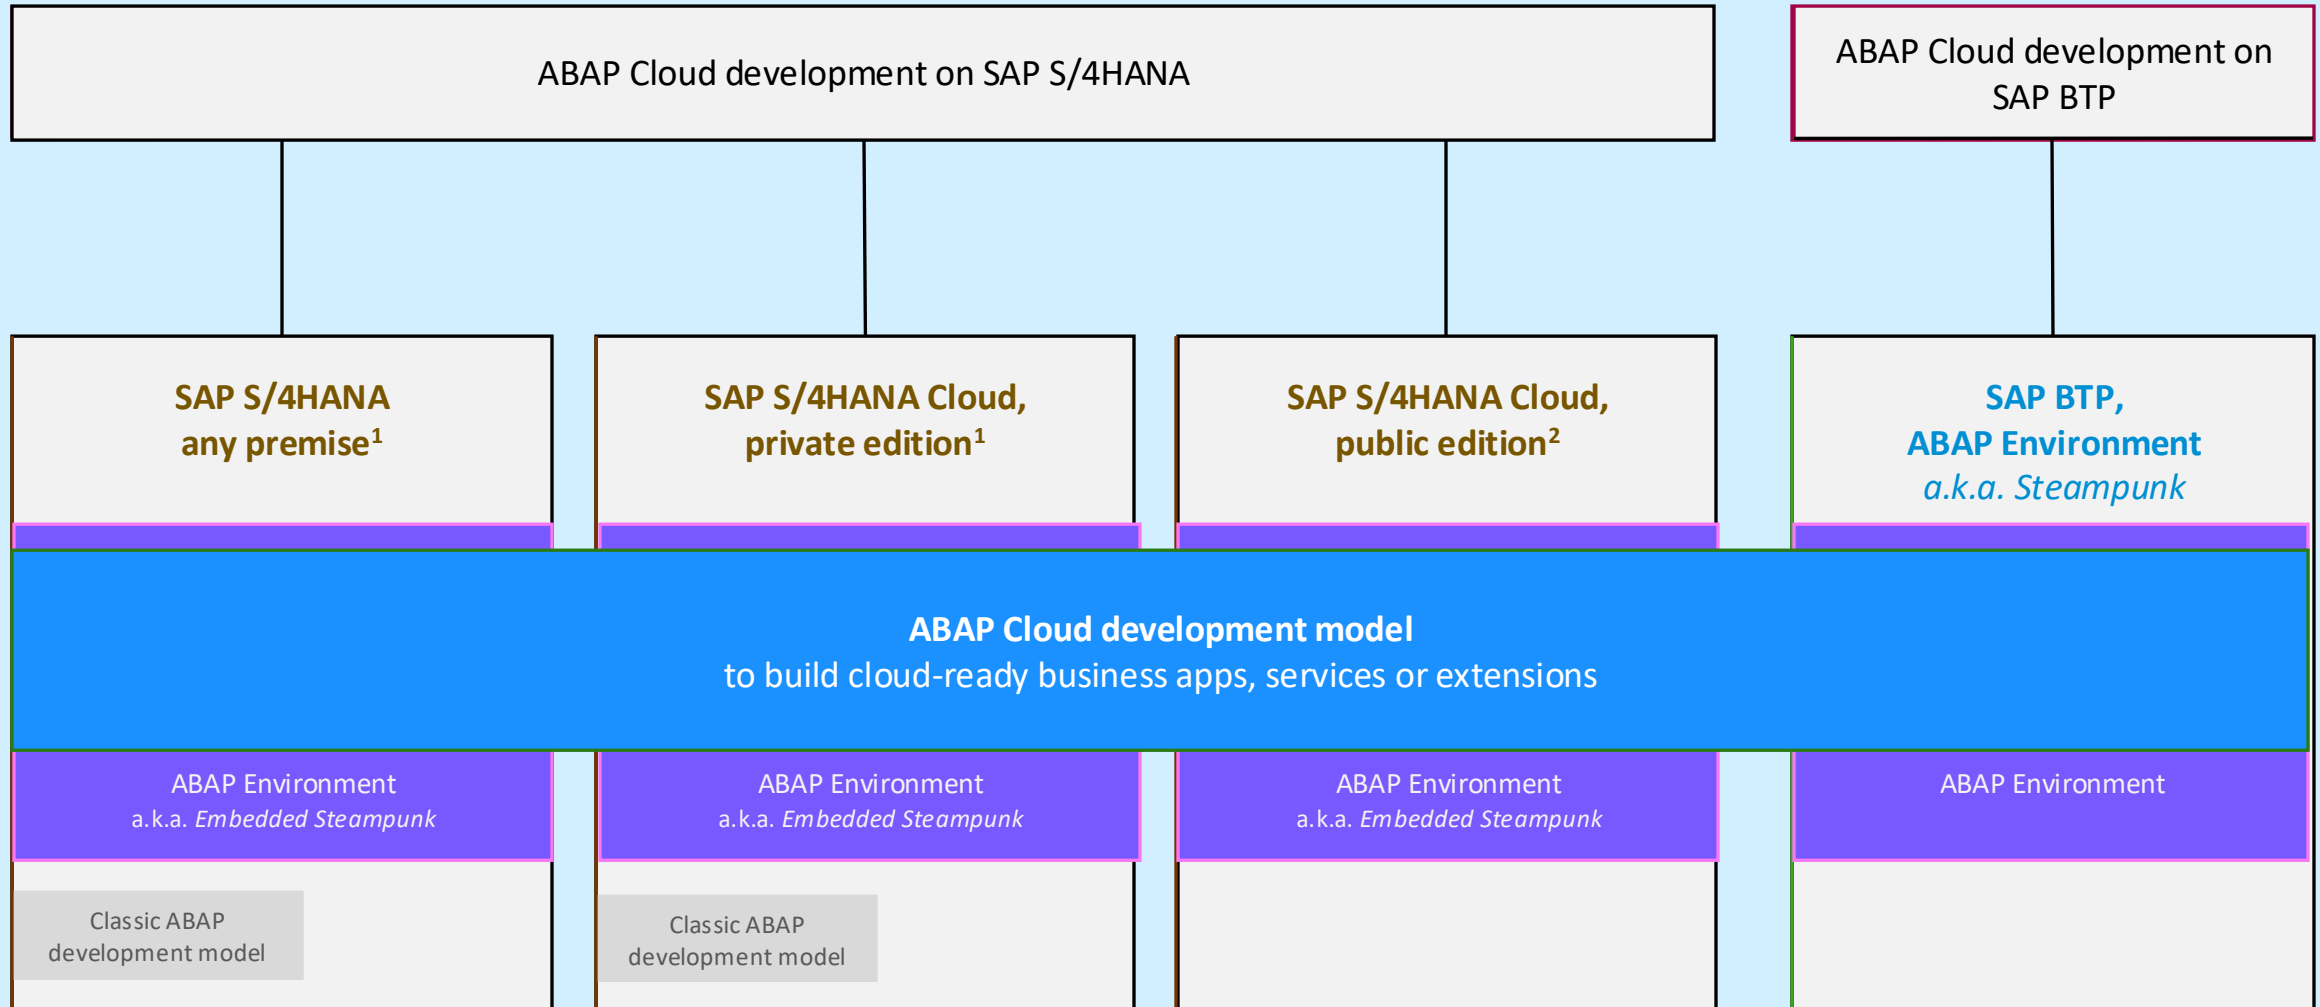 ABAP Cloud development on SAP S/4HANA
ABAP Cloud development on
SAP BTP
SAP S/4HANA
any premise¹
SAP S/4HANA Cloud,
private edition¹
SAP S/4HANA Cloud,
public edition²
SAP BTP,
ABAP Environment
a.k.a. Steampunk
ABAP Cloud development model
to build cloud-ready business apps, services or extensions
ABAP Environment
a.k.a. Embedded Steampunk
ABAP Environment
a.k.a. Embedded Steampunk
ABAP Environment
a.k.a. Embedded Steampunk
ABAP Environment
Classic ABAP
development model
Classic ABAP
development model